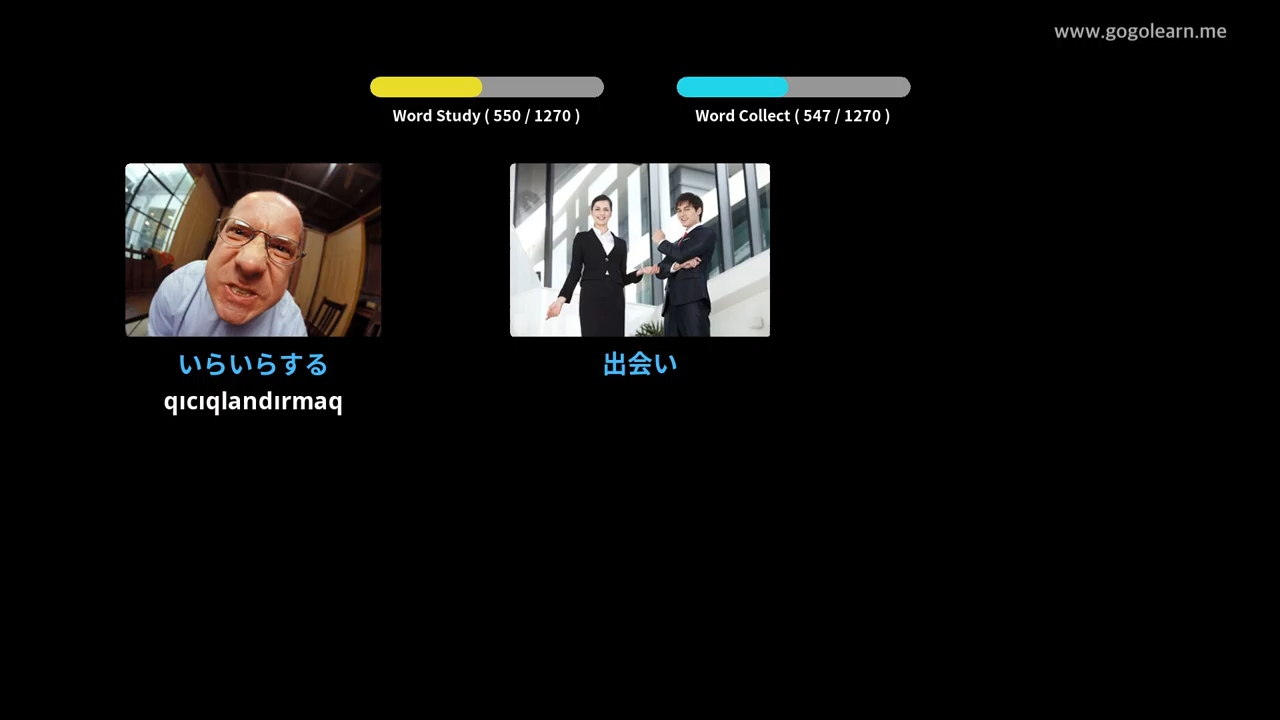 www.gogolearn.me
Word Study ( 550 / 1270 )
Word Collect ( 547 / 1270 )
いらいらする
qıcıqlandırmaq
出会い